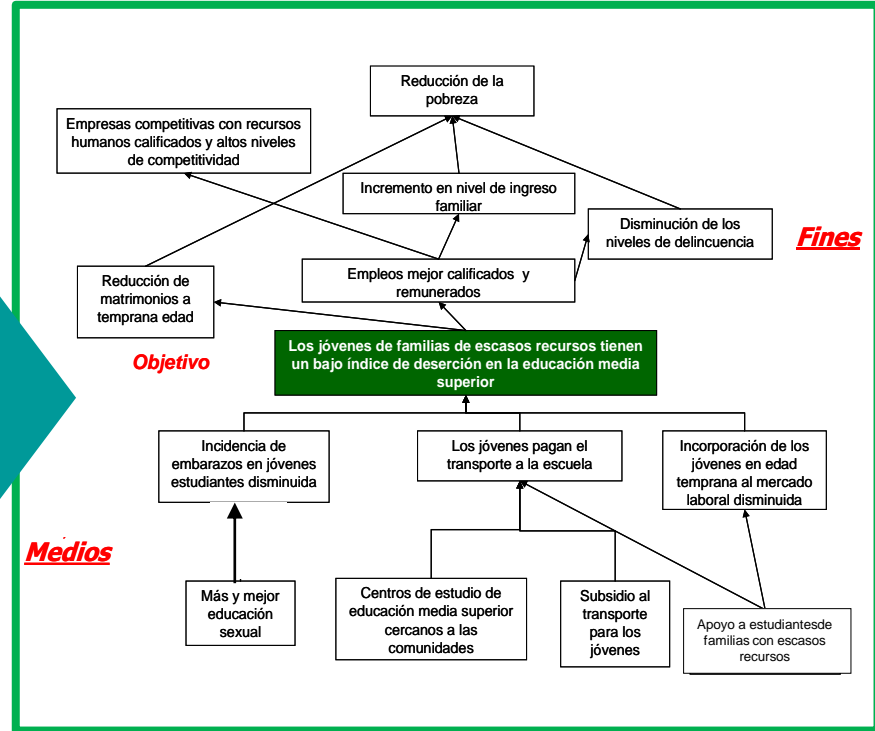 Reducción de la
pobreza
Empresas competitivas con recursos
humanos calificados y altos niveles
de competitividad
Incremento en nivel de ingreso
familiar
Disminución de los
niveles de delincuencia
Fines
Reducción de
matrimonios a
temprana edad
Empleos mejor calificados y
remunerados
Objetivo
Los jóvenes de familias de escasos recursos tienen
un bajo índice de deserción en la educación media
superior
Incidencia de
embarazos en jóvenes
estudiantes disminuida
Los jóvenes pagan el
transporte a la escuela
Incorporación de los
jóvenes en edad
temprana al mercado
laboral disminuida
Medios
Más y mejor
educación
sexual
Centros de estudio de
educación media superior
cercanos a las
comunidades
Subsidio al
transporte
para los
jóvenes
Apoyo a estudiantesde
familias con escasos
recursos